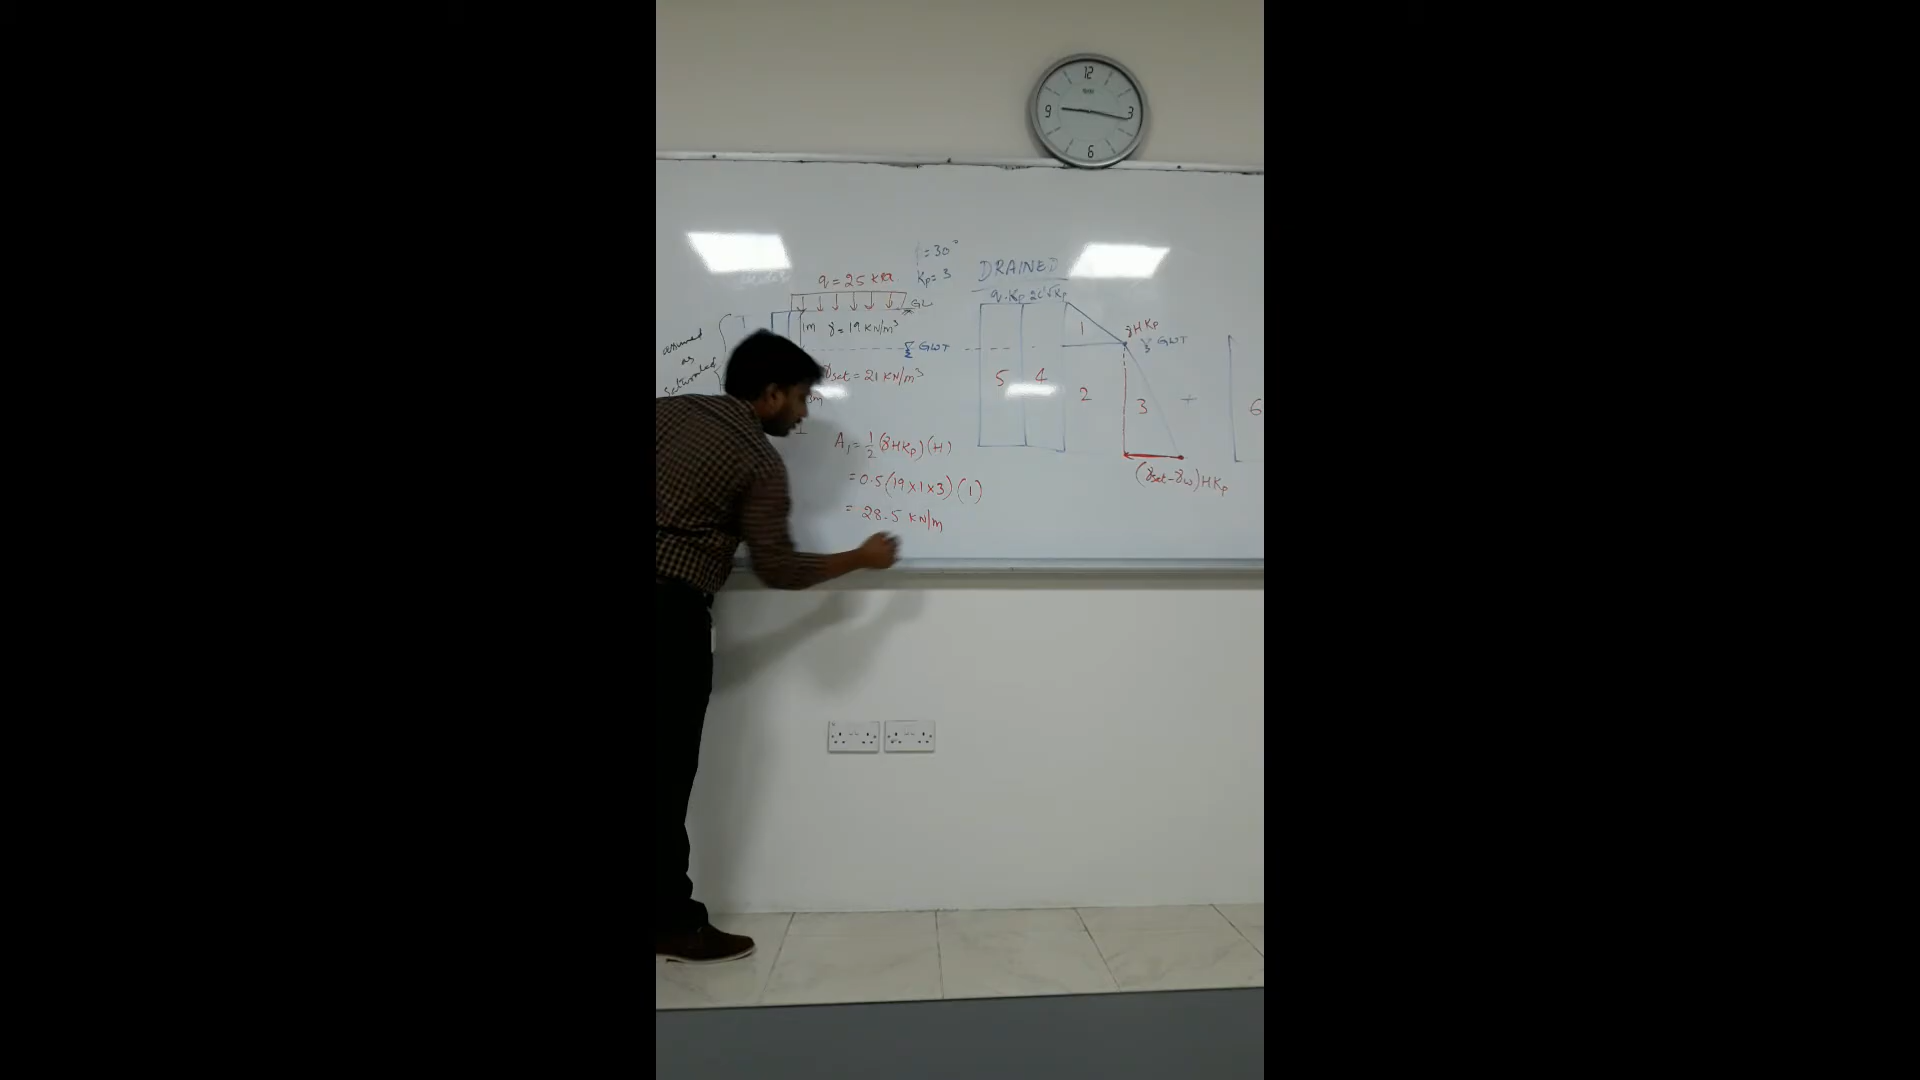 12
9
3
6
= 30°
Kp = 3
DRAINED
q = 25 kPa
q.Kp 2c'√Kp
GL
1m γ = 19 KN/m³
1
γHKp
GWT
GWT
assumed
as
saturated
γsat = 21 KN/m³
5
4
2
3
+
6
3m
A₁ = 1/2 (γHKp) (H)
= 0.5 (19 x 1 x 3) (1)
= 28.5 KN/m
(γsat - γw) HKp